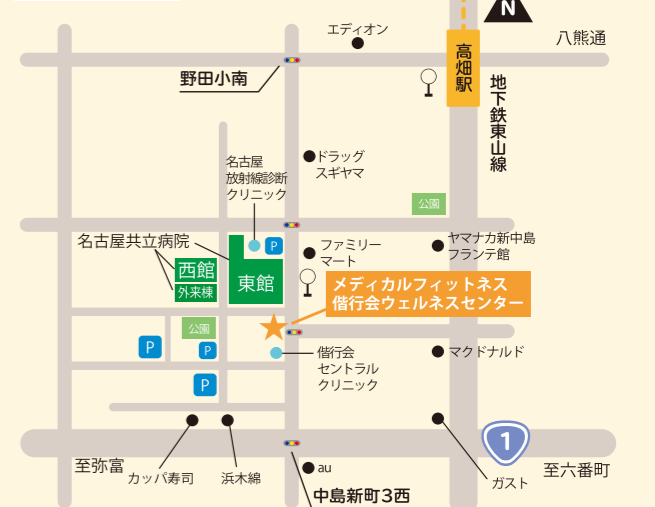 N
エディオン
八熊通
高畑駅
野田小南
地下鉄東山線
ドラッグ
スギヤマ
名古屋
放射線診断
クリニック
公園
名古屋共立病院
P
ファミリー
マート
ヤマナカ新中島
フランテ館
西館
外来棟
東館
メディカルフィットネス
偕行会ウェルネスセンター
公園
P
P
偕行会
セントラル
クリニック
マクドナルド
P
1
至弥富
カッパ寿司
浜木綿
au
ガスト
至六番町
中島新町3西